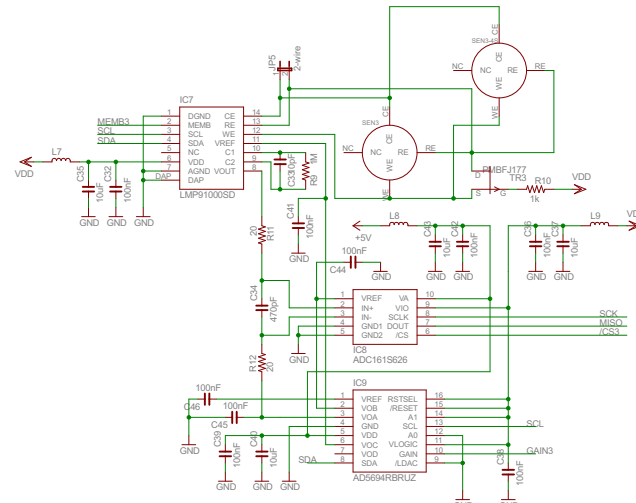 JP5
1
2
2-wire
SEN3-4S
CE
CE
NC
RE
RE
WE
WE
IC7
1 DGND CE 14
2 MEMB RE 13
3 SCL WE 12
4 SDA VREF 11
5 NC C1 10
6 VDD C2 9
7 AGND VOUT 8
DAP DAP
LMP91000SD
MEMB3
SCL
SDA
L7
VDD
C35
10uF
C32
100nF
GND
GND
GND
C33
10pF
R9
1M
SEN3
CE
CE
NC
RE
RE
WE
PMBFJ177
TR3
D
S
G
R10
1k
VDD
C41
100nF
GND
20
R11
C34
470pF
R12
20
+5V
L8
C43
10uF
C42
100nF
GND
GND
100nF
C44
GND
C36
100nF
C37
10uF
L9
GND
GND
1 VREF VA 10
2 IN+ VIO 9
3 IN- SCLK 8
4 GND1 DOUT 7
5 GND2 /CS 6
IC8
ADC161S626
GND
SCK
MISO
/CS3
IC9
1 VREF RSTSEL 16
2 VOB /RESET 15
3 VOA A1 14
4 GND SCL 13
5 VDD A0 12
6 VOC VLOGIC 11
7 VOD GAIN 10
8 SDA /LDAC 9
AD5694RBRUZ
100nF
C46
100nF
C45
GND
C39
100nF
C40
10uF
GND
GND
GND
SDA
SCL
GAIN3
C38
100nF